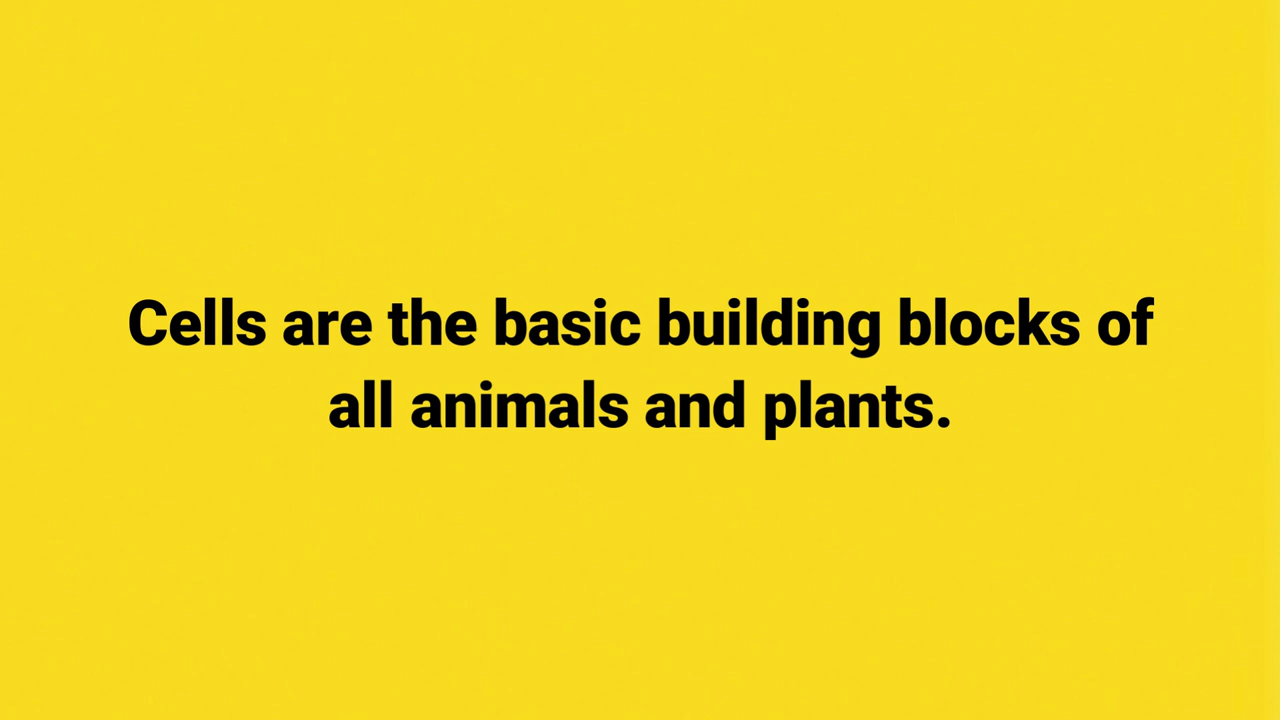 Cells are the basic building blocks of
all animals and plants.